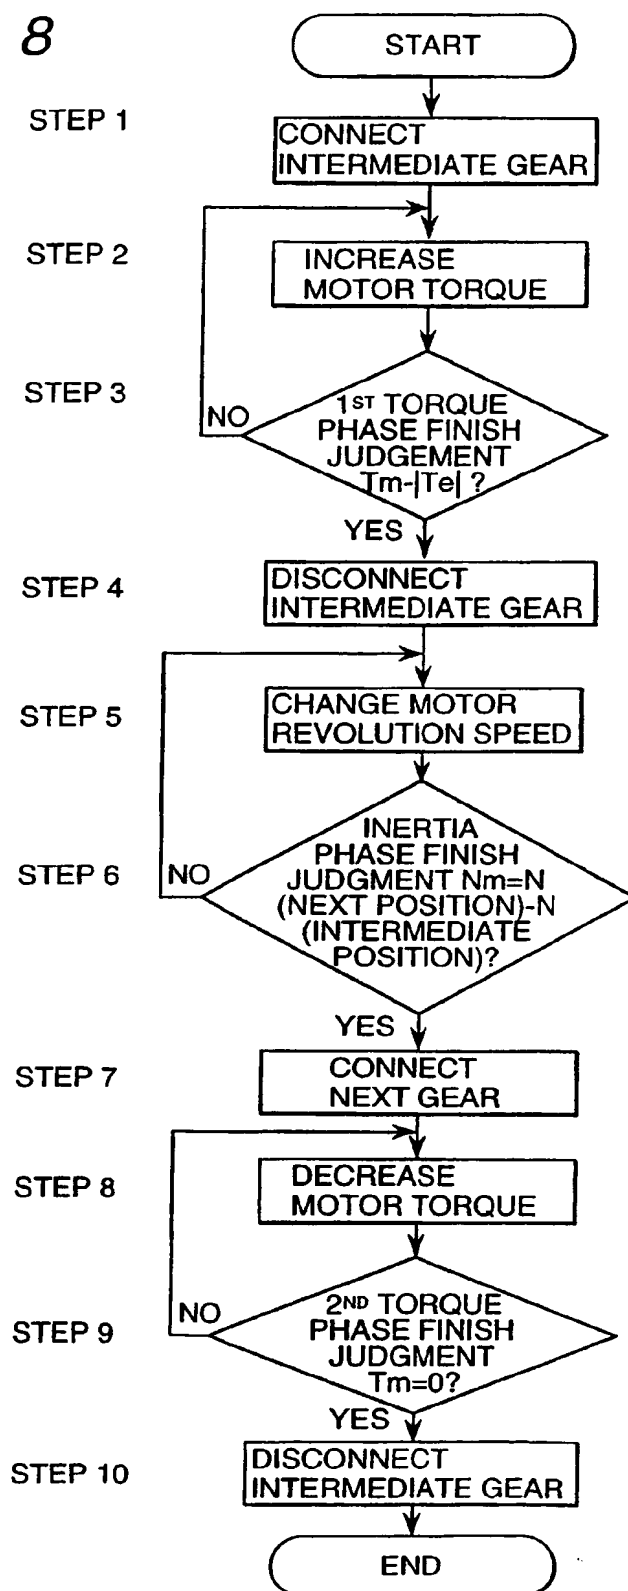 8
START
STEP 1
CONNECT
INTERMEDIATE GEAR
STEP 2
INCREASE
MOTOR TORQUE
STEP 3
NO
1ST TORQUE
PHASE FINISH
JUDGEMENT
Tm-|Te| ?
YES
STEP 4
DISCONNECT
INTERMEDIATE GEAR
STEP 5
CHANGE MOTOR
REVOLUTION SPEED
STEP 6
NO
INERTIA
PHASE FINISH
JUDGMENT Nm=N
(NEXT POSITION)-N
(INTERMEDIATE
POSITION)?
YES
STEP 7
CONNECT
NEXT GEAR
STEP 8
DECREASE
MOTOR TORQUE
STEP 9
NO
2ND TORQUE
PHASE FINISH
JUDGMENT
Tm=0?
YES
STEP 10
DISCONNECT
INTERMEDIATE GEAR
END